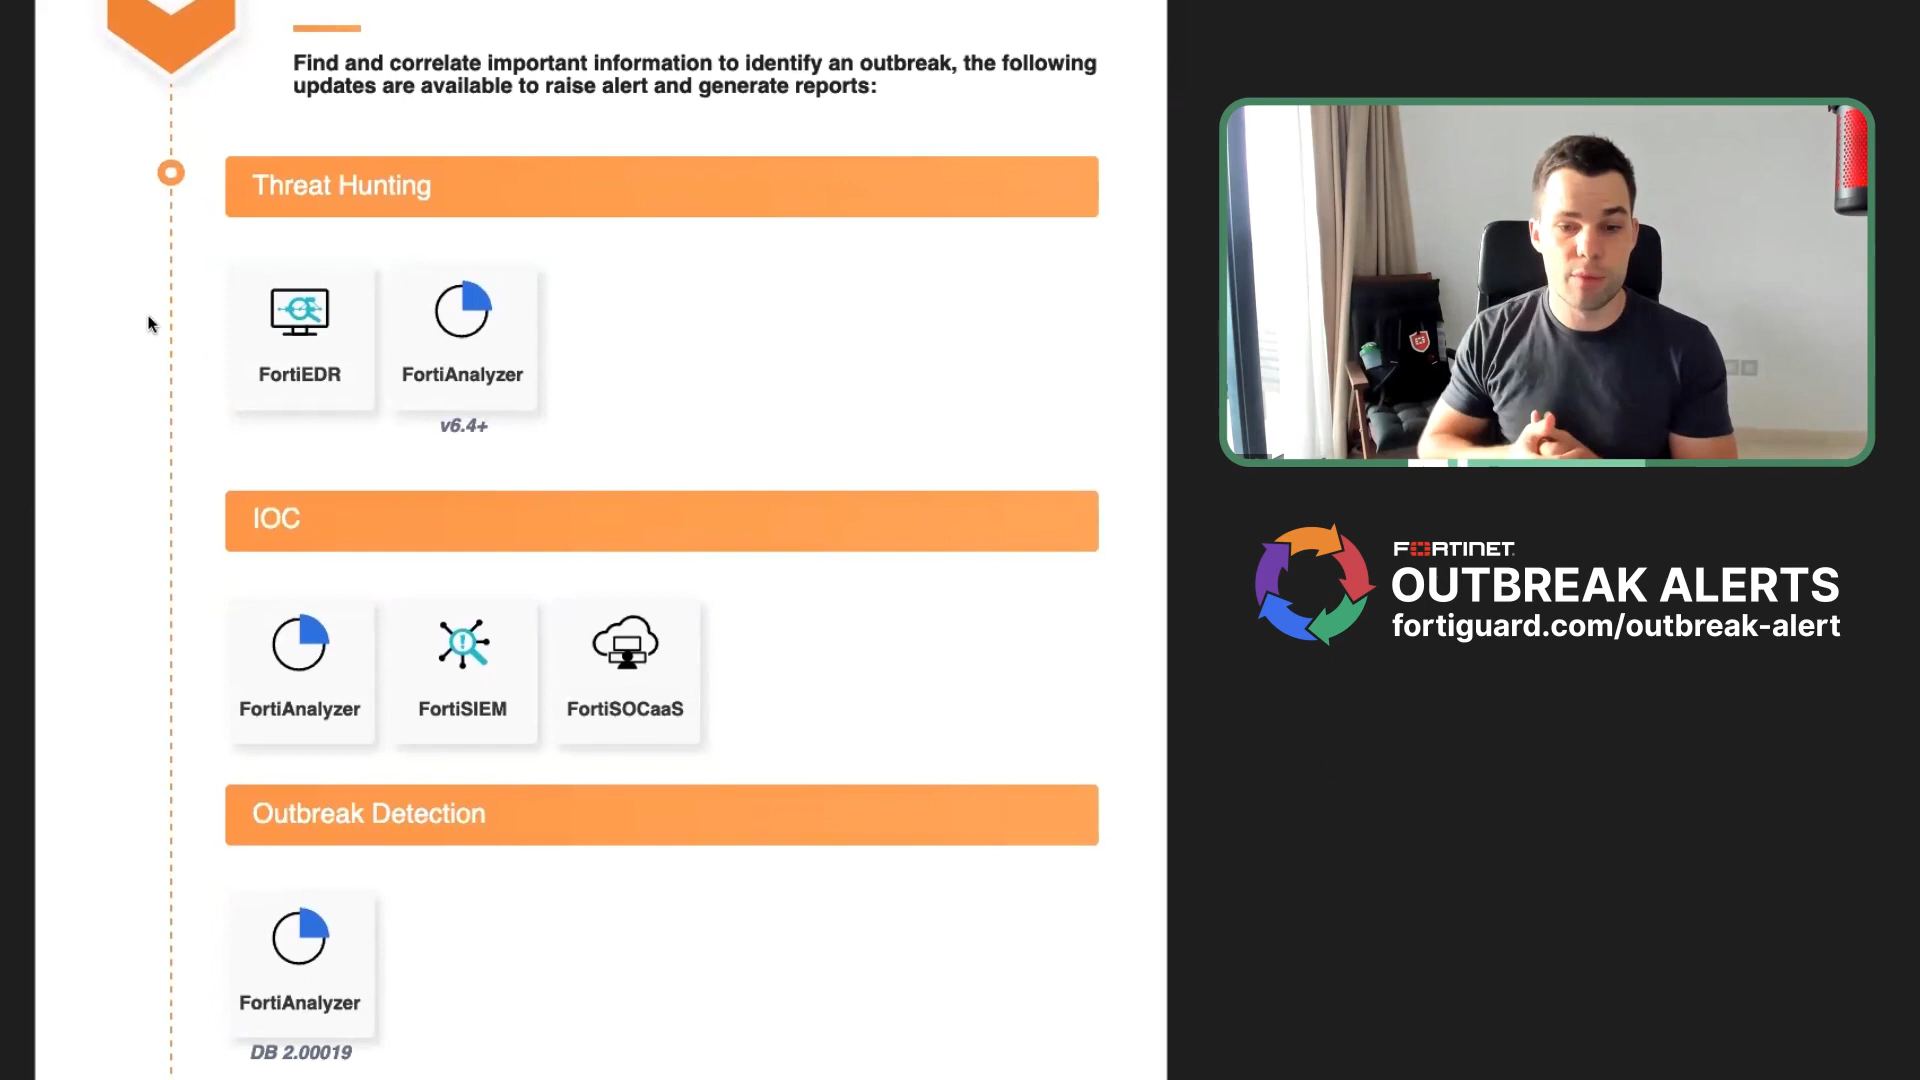 Find and correlate important information to identify an outbreak, the following
updates are available to raise alert and generate reports:
Threat Hunting
FortiEDR
FortiAnalyzer
v6.4+
IOC
FortiAnalyzer
FortiSIEM
FortiSOCaaS
Outbreak Detection
FortiAnalyzer
DB 2.00019
FORTINET
OUTBREAK ALERTS
fortiguard.com/outbreak-alert